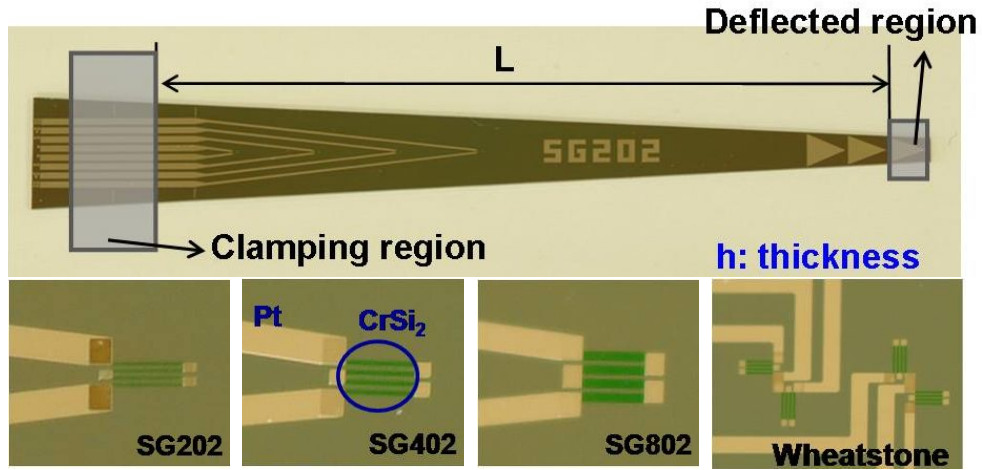 Deflected region
L
SG202
Clamping region
h: thickness
Pt
CrSi₂
SG202
SG402
SG802
Wheatstone